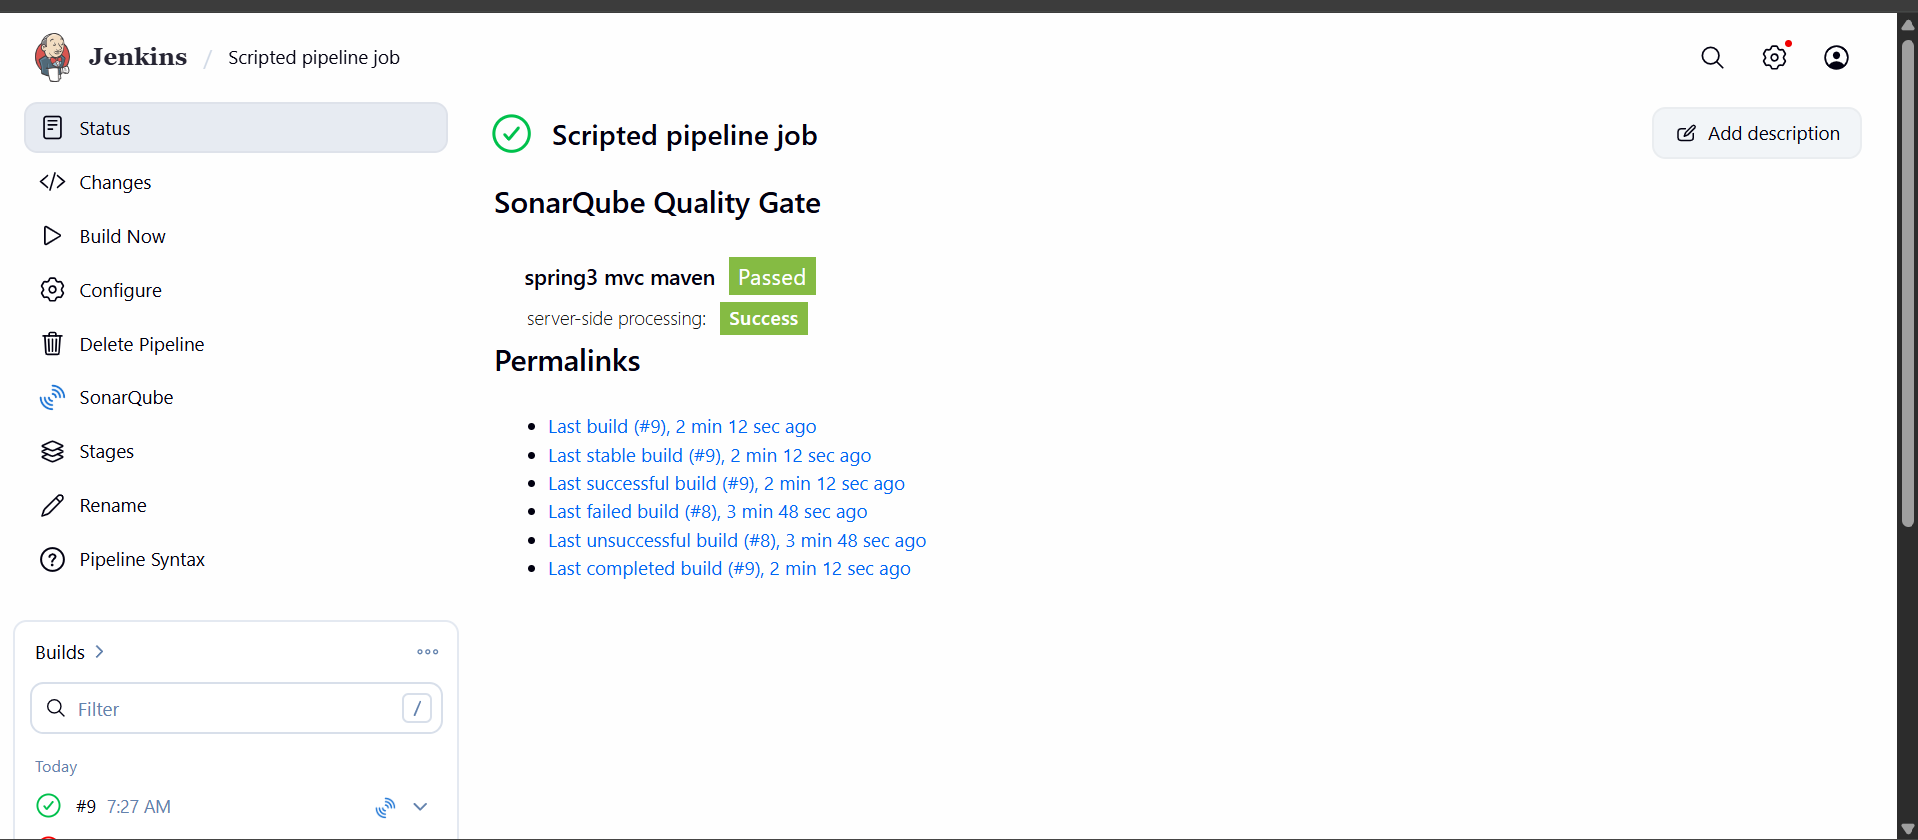 Jenkins / Scripted pipeline job
Status
Changes
Build Now
Configure
Delete Pipeline
SonarQube
Stages
Rename
Pipeline Syntax
Builds
Filter /
Today
#9 7:27 AM
Scripted pipeline job
Add description
SonarQube Quality Gate
spring3 mvc maven Passed
server-side processing: Success
Permalinks
Last build (#9), 2 min 12 sec ago
Last stable build (#9), 2 min 12 sec ago
Last successful build (#9), 2 min 12 sec ago
Last failed build (#8), 3 min 48 sec ago
Last unsuccessful build (#8), 3 min 48 sec ago
Last completed build (#9), 2 min 12 sec ago